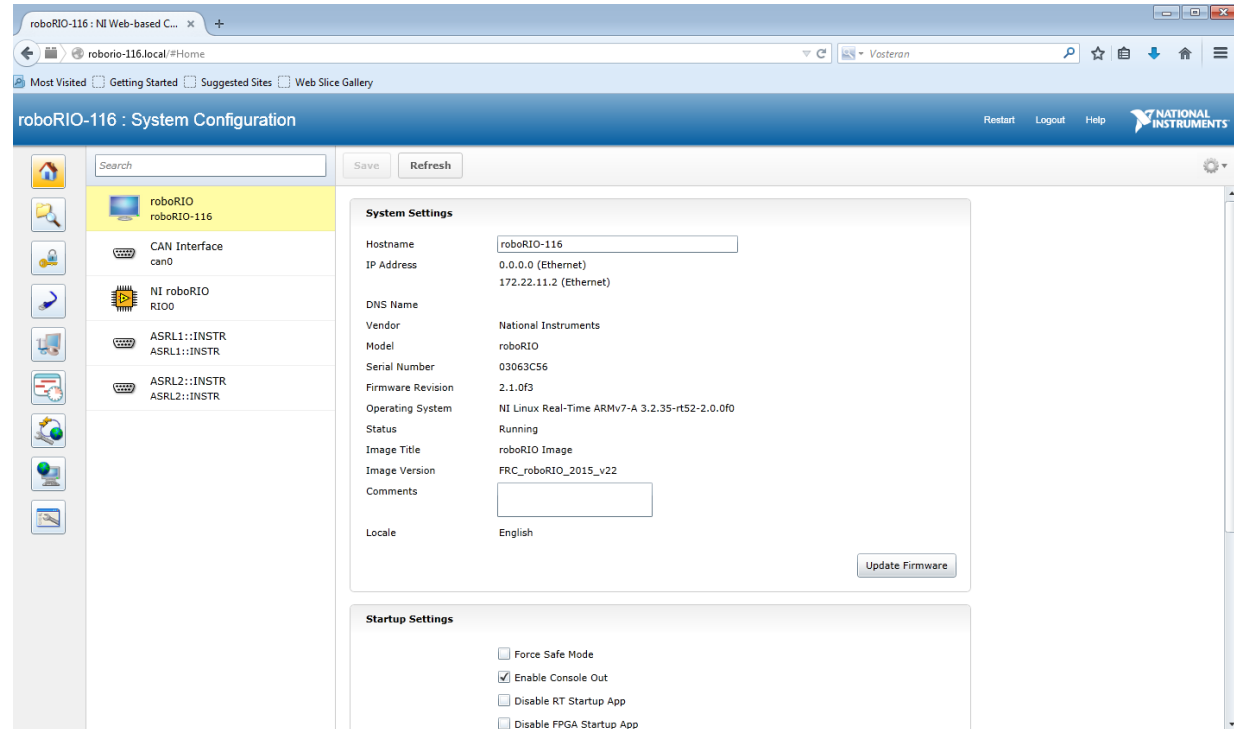 roboRIO-116 : NI Web-based C... × +
roborio-116.local/#Home
Vosteran
Most Visited Getting Started Suggested Sites Web Slice Gallery
roboRIO-116 : System Configuration
Restart Logout Help NATIONAL INSTRUMENTS
Search
Save Refresh
roboRIO
roboRIO-116
CAN Interface
can0
NI roboRIO
RIO0
ASRL1::INSTR
ASRL1::INSTR
ASRL2::INSTR
ASRL2::INSTR
System Settings
Hostname roboRIO-116
IP Address 0.0.0.0 (Ethernet)
172.22.11.2 (Ethernet)
DNS Name
Vendor National Instruments
Model roboRIO
Serial Number 03063C56
Firmware Revision 2.1.0f3
Operating System NI Linux Real-Time ARMv7-A 3.2.35-rt52-2.0.0f0
Status Running
Image Title roboRIO Image
Image Version FRC_roboRIO_2015_v22
Comments
Locale English
Update Firmware
Startup Settings
Force Safe Mode
Enable Console Out
Disable RT Startup App
Disable FPGA Startup App